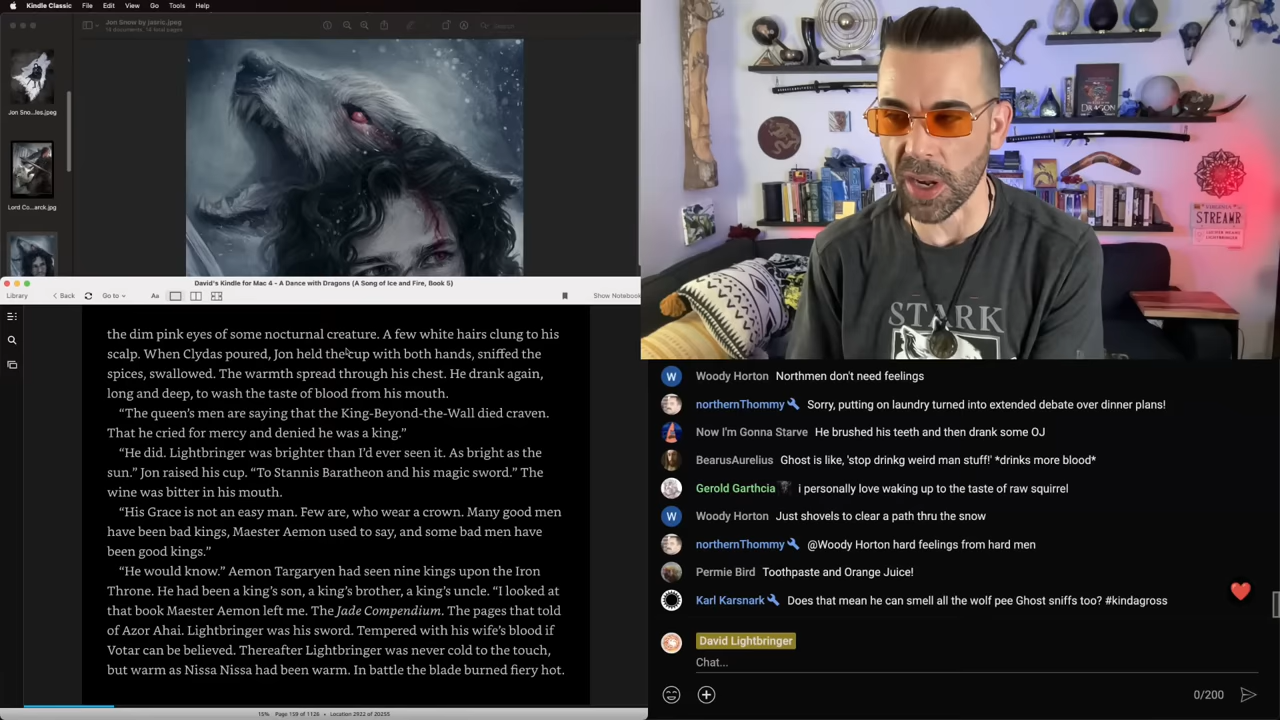 Kindle Classic File Edit View Go Tools Help
Jon Snow by jasric.jpeg
Search
Jon Sno...les.jpeg
Lord Co...arck.jpg
David's Kindle for Mac 4 - A Dance with Dragons (A Song of Ice and Fire, Book 5)
Library Back Go to Aa Show Notebook
the dim pink eyes of some nocturnal creature. A few white hairs clung to his
scalp. When Clydas poured, Jon held the cup with both hands, sniffed the
spices, swallowed. The warmth spread through his chest. He drank again,
long and deep, to wash the taste of blood from his mouth.
“The queen’s men are saying that the King-Beyond-the-Wall died craven.
That he cried for mercy and denied he was a king.”
“He did. Lightbringer was brighter than I’d ever seen it. As bright as the
sun.” Jon raised his cup. “To Stannis Baratheon and his magic sword.” The
wine was bitter in his mouth.
“His Grace is not an easy man. Few are, who wear a crown. Many good men
have been bad kings, Maester Aemon used to say, and some bad men have
been good kings.”
“He would know.” Aemon Targaryen had seen nine kings upon the Iron
Throne. He had been a king’s son, a king’s brother, a king’s uncle. “I looked at
that book Maester Aemon left me. The Jade Compendium. The pages that told
of Azor Ahai. Lightbringer was his sword. Tempered with his wife’s blood if
Votar can be believed. Thereafter Lightbringer was never cold to the touch,
but warm as Nissa Nissa had been warm. In battle the blade burned fiery hot.
15% Page 159 of 1126 • Location 2922 of 20255
DRAGON
STREAMR
STARK
W Woody Horton Northmen don't need feelings
northernThommy Sorry, putting on laundry turned into extended debate over dinner plans!
Now I'm Gonna Starve He brushed his teeth and then drank some OJ
BearusAurelius Ghost is like, 'stop drinkg weird man stuff!' *drinks more blood*
Gerold Garthcia i personally love waking up to the taste of raw squirrel
W Woody Horton Just shovels to clear a path thru the snow
northernThommy @Woody Horton hard feelings from hard men
Permie Bird Toothpaste and Orange Juice!
Karl Karsnark Does that mean he can smell all the wolf pee Ghost sniffs too? #kindagross
David Lightbringer
Chat...
0/200